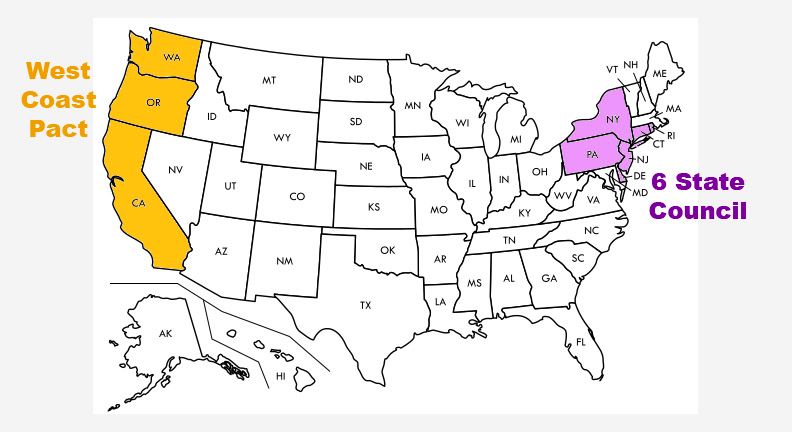 West
Coast
Pact
6 State
Council
WA
OR
CA
ID
NV
MT
WY
UT
AZ
CO
NM
ND
SD
NE
KS
OK
TX
MN
IA
MO
AR
LA
WI
IL
MI
IN
OH
KY
TN
MS
AL
GA
FL
SC
NC
VA
WV
PA
NY
VT
NH
ME
MA
RI
CT
NJ
DE
MD
AK
HI